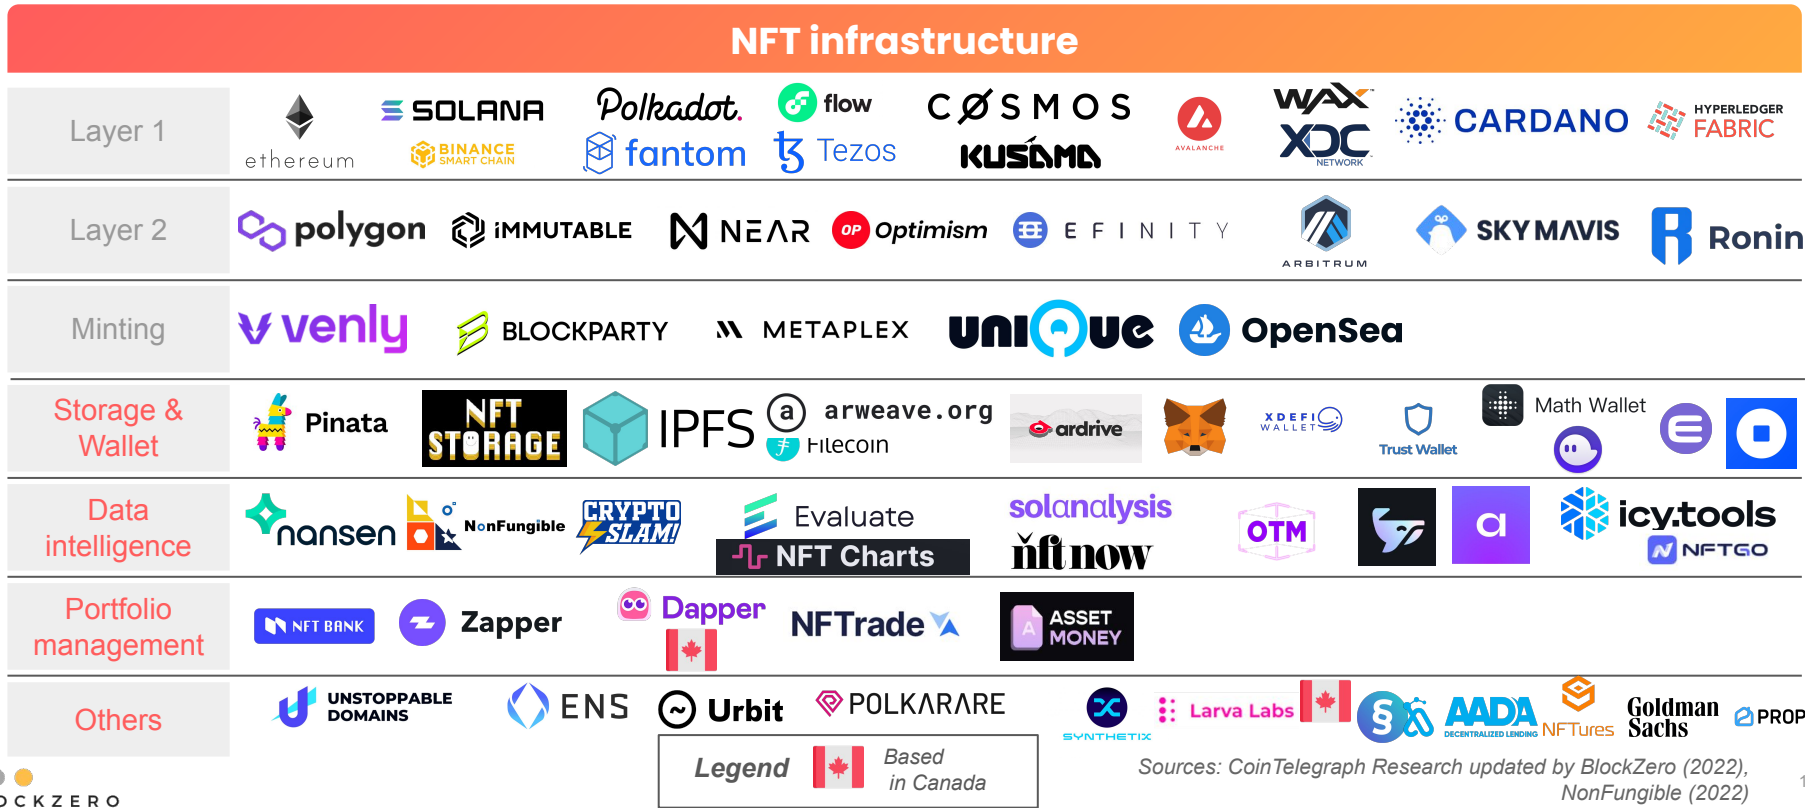 NFT infrastructure
Layer 1
ethereum
SOLANA
BINANCE
SMART CHAIN
Polkadot.
fantom
flow
Tezos
COSMOS
KUSAMA
AVALANCHE
WAX
XDC
NETWORK
CARDANO
HYPERLEDGER
FABRIC
Layer 2
polygon
iMMUTABLE
NEAR
OP Optimism
EFINITY
ARBITRUM
SKY MAVIS
Ronin
Minting
venly
BLOCKPARTY
METAPLEX
UNIQUE
OpenSea
Storage &
Wallet
Pinata
NFT
STORAGE
IPFS
a arweave.org
Filecoin
ardrive
XDEFI
WALLET
Trust Wallet
Math Wallet
Data
intelligence
nansen
NonFungible
CRYPTO
SLAM!
Evaluate
NFT Charts
solanalysis
nft now
OTM
a
icy.tools
NFTGO
Portfolio
management
NFT BANK
Zapper
Dapper
NFTrade
A ASSET
MONEY
Others
UNSTOPPABLE
DOMAINS
ENS
Urbit
POLKARARE
SYNTHETIX
Larva Labs
AADA
DECENTRALIZED LENDING
NFTures
Goldman
Sachs
PROP
Legend
Based
in Canada
Sources: CoinTelegraph Research updated by BlockZero (2022),
NonFungible (2022)
OCKZERO
1